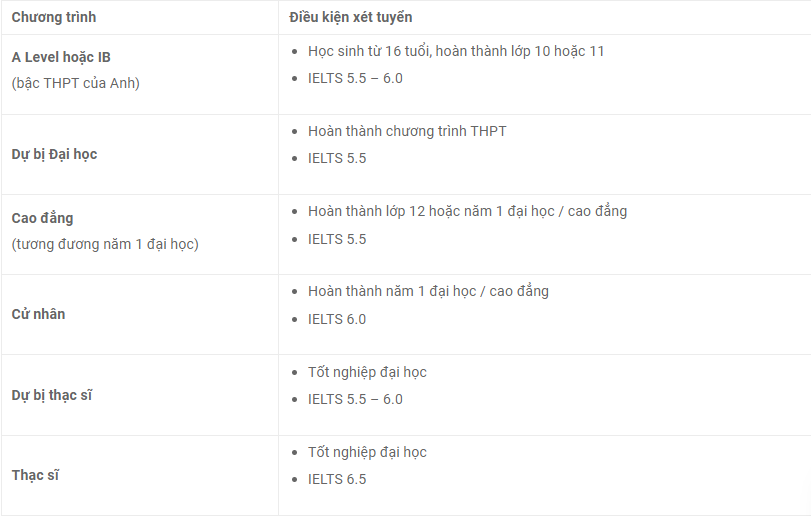 Chương trình
Điều kiện xét tuyển
A Level hoặc IB
(bậc THPT của Anh)
Học sinh từ 16 tuổi, hoàn thành lớp 10 hoặc 11
IELTS 5.5 – 6.0
Dự bị Đại học
Hoàn thành chương trình THPT
IELTS 5.5
Cao đẳng
(tương đương năm 1 đại học)
Hoàn thành lớp 12 hoặc năm 1 đại học / cao đẳng
IELTS 5.5
Cử nhân
Hoàn thành năm 1 đại học / cao đẳng
IELTS 6.0
Dự bị thạc sĩ
Tốt nghiệp đại học
IELTS 5.5 – 6.0
Thạc sĩ
Tốt nghiệp đại học
IELTS 6.5